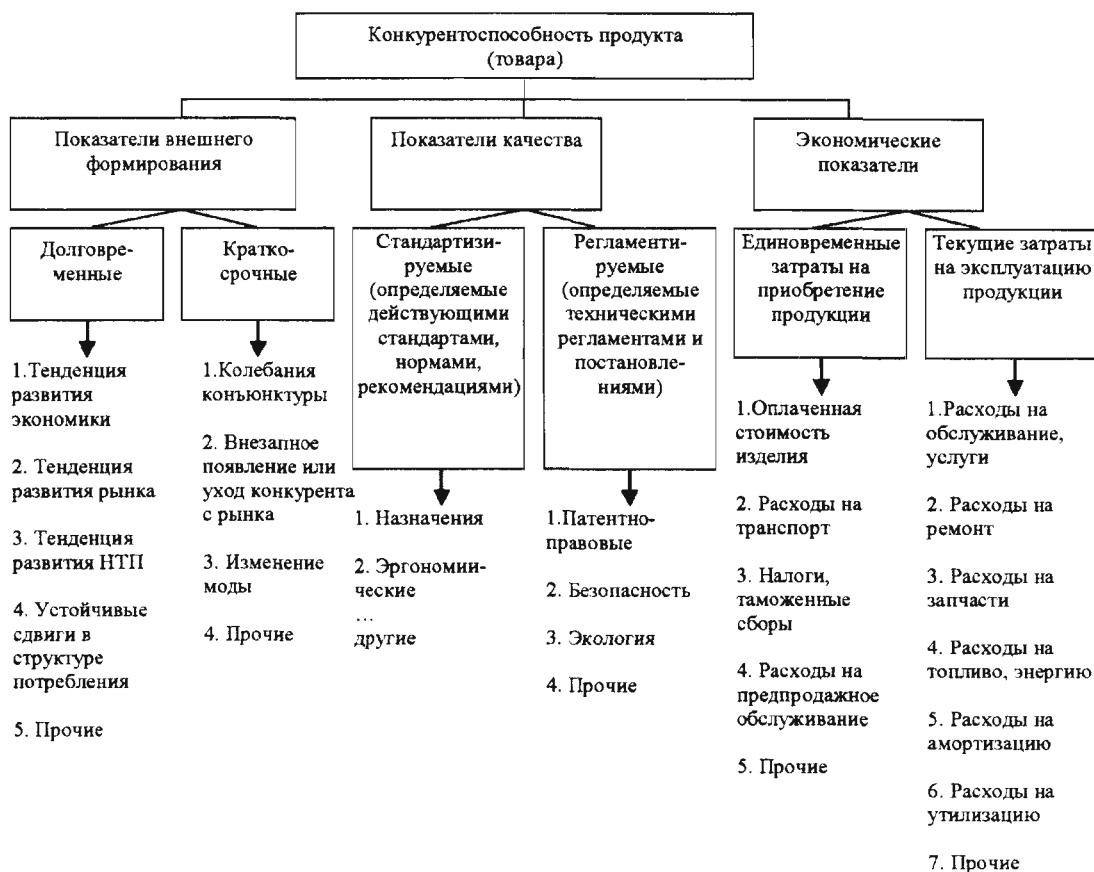 Конкурентоспособность продукта
(товара)
Показатели внешнего
формирования
Показатели качества
Экономические
показатели
Долговре-
менные
Кратко-
срочные
Стандартизи-
руемые
(определяемые
действующими
стандартами,
нормами,
рекомендациями)
Регламенти-
руемые
(определяемые
техническими
регламентами и
постановле-
ниями)
Единовременные
затраты на
приобретение
продукции
Текущие затраты
на эксплуатацию
продукции
1.Тенденция
развития
экономики
2. Тенденция
развития рынка
3. Тенденция
развития НТП
4. Устойчивые
сдвиги в
структуре
потребления
5. Прочие
1.Колебания
конъюнктуры
2. Внезапное
появление или
уход конкурента
с рынка
3. Изменение
моды
4. Прочие
1. Назначения
2. Эргономии-
ческие
...
другие
1.Патентно-
правовые
2. Безопасность
3. Экология
4. Прочие
1.Оплаченная
стоимость
изделия
2. Расходы на
транспорт
3. Налоги,
таможенные
сборы
4. Расходы на
предпродажное
обслуживание
5. Прочие
1.Расходы на
обслуживание,
услуги
2. Расходы на
ремонт
3. Расходы на
запчасти
4. Расходы на
топливо, энергию
5. Расходы на
амортизацию
6. Расходы на
утилизацию
7. Прочие